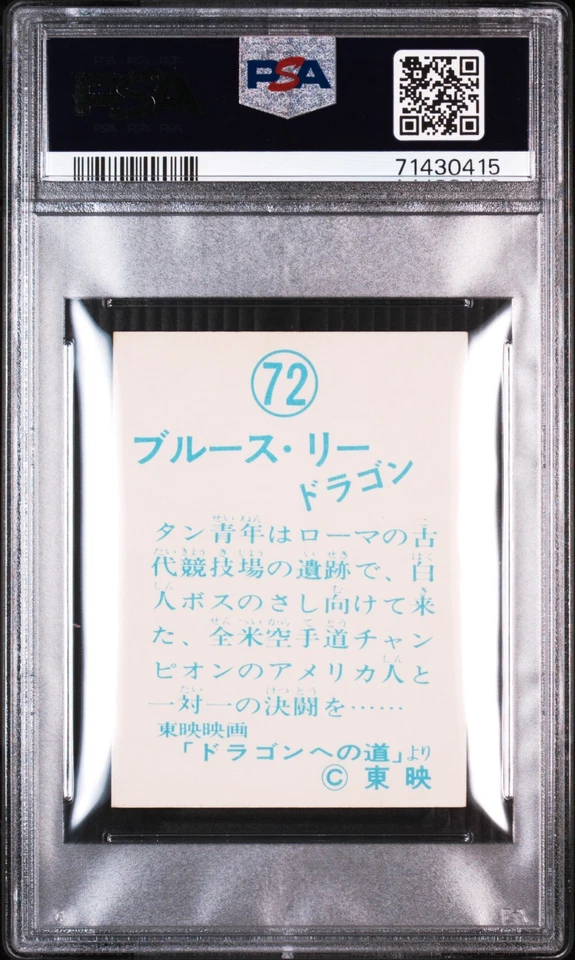 PSA
71430415
72
ブルース・リー
ドラゴン
タン青年はローマの古
代競技場の遺跡で、白
人ボスのさし向けて来
た、全米空手道チャン
ピオンのアメリカ人と
一対一の決闘を……
東映映画
「ドラゴンへの道」より
© 東映